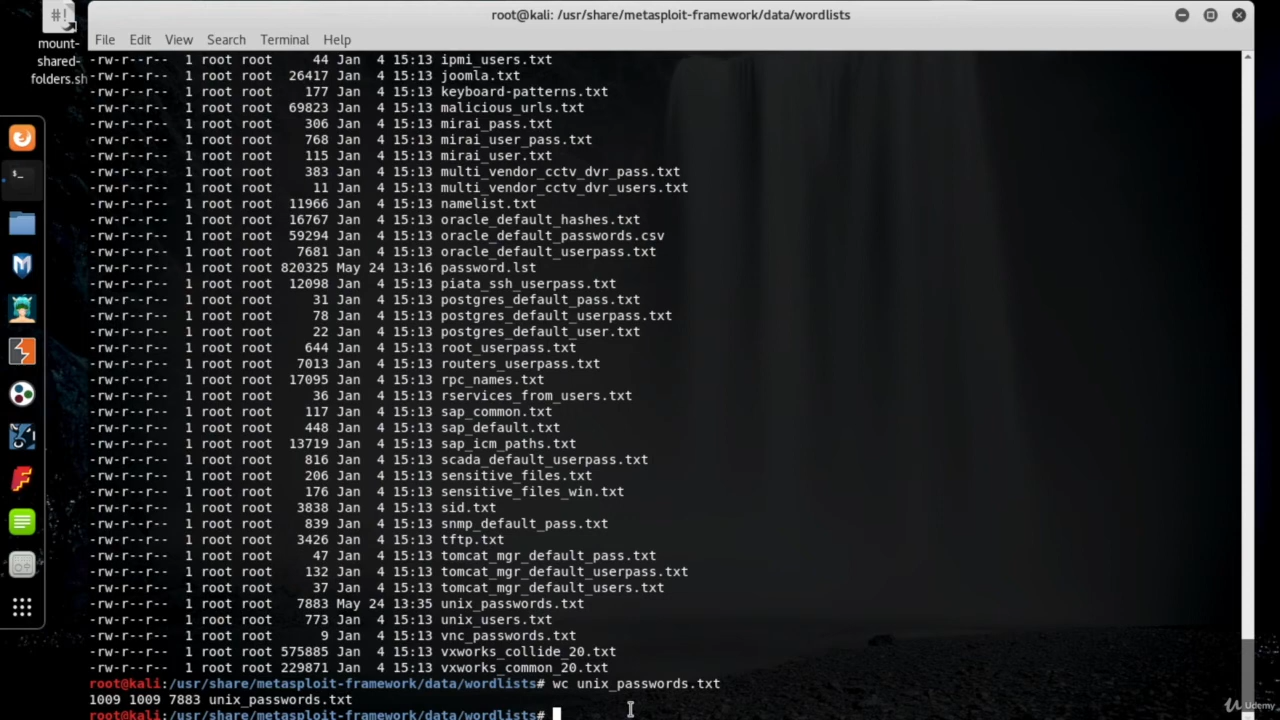 root@kali: /usr/share/metasploit-framework/data/wordlists
#!
mount-
shared-
folders.sh
File Edit View Search Terminal Help
-rw-r--r-- 1 root root 44 Jan 4 15:13 ipmi_users.txt
-rw-r--r-- 1 root root 26417 Jan 4 15:13 joomla.txt
-rw-r--r-- 1 root root 177 Jan 4 15:13 keyboard-patterns.txt
-rw-r--r-- 1 root root 69823 Jan 4 15:13 malicious_urls.txt
-rw-r--r-- 1 root root 306 Jan 4 15:13 mirai_pass.txt
-rw-r--r-- 1 root root 768 Jan 4 15:13 mirai_user_pass.txt
-rw-r--r-- 1 root root 115 Jan 4 15:13 mirai_user.txt
-rw-r--r-- 1 root root 383 Jan 4 15:13 multi_vendor_cctv_dvr_pass.txt
-rw-r--r-- 1 root root 11 Jan 4 15:13 multi_vendor_cctv_dvr_users.txt
-rw-r--r-- 1 root root 11966 Jan 4 15:13 namelist.txt
-rw-r--r-- 1 root root 16767 Jan 4 15:13 oracle_default_hashes.txt
-rw-r--r-- 1 root root 59294 Jan 4 15:13 oracle_default_passwords.csv
-rw-r--r-- 1 root root 7681 Jan 4 15:13 oracle_default_userpass.txt
-rw-r--r-- 1 root root 820325 May 24 13:16 password.lst
-rw-r--r-- 1 root root 12098 Jan 4 15:13 piata_ssh_userpass.txt
-rw-r--r-- 1 root root 31 Jan 4 15:13 postgres_default_pass.txt
-rw-r--r-- 1 root root 78 Jan 4 15:13 postgres_default_userpass.txt
-rw-r--r-- 1 root root 22 Jan 4 15:13 postgres_default_user.txt
-rw-r--r-- 1 root root 644 Jan 4 15:13 root_userpass.txt
-rw-r--r-- 1 root root 7013 Jan 4 15:13 routers_userpass.txt
-rw-r--r-- 1 root root 17095 Jan 4 15:13 rpc_names.txt
-rw-r--r-- 1 root root 36 Jan 4 15:13 rservices_from_users.txt
-rw-r--r-- 1 root root 117 Jan 4 15:13 sap_common.txt
-rw-r--r-- 1 root root 448 Jan 4 15:13 sap_default.txt
-rw-r--r-- 1 root root 13719 Jan 4 15:13 sap_icm_paths.txt
-rw-r--r-- 1 root root 816 Jan 4 15:13 scada_default_userpass.txt
-rw-r--r-- 1 root root 206 Jan 4 15:13 sensitive_files.txt
-rw-r--r-- 1 root root 176 Jan 4 15:13 sensitive_files_win.txt
-rw-r--r-- 1 root root 3838 Jan 4 15:13 sid.txt
-rw-r--r-- 1 root root 839 Jan 4 15:13 snmp_default_pass.txt
-rw-r--r-- 1 root root 3426 Jan 4 15:13 tftp.txt
-rw-r--r-- 1 root root 47 Jan 4 15:13 tomcat_mgr_default_pass.txt
-rw-r--r-- 1 root root 132 Jan 4 15:13 tomcat_mgr_default_userpass.txt
-rw-r--r-- 1 root root 37 Jan 4 15:13 tomcat_mgr_default_users.txt
-rw-r--r-- 1 root root 7883 May 24 13:35 unix_passwords.txt
-rw-r--r-- 1 root root 773 Jan 4 15:13 unix_users.txt
-rw-r--r-- 1 root root 9 Jan 4 15:13 vnc_passwords.txt
-rw-r--r-- 1 root root 575885 Jan 4 15:13 vxworks_collide_20.txt
-rw-r--r-- 1 root root 229871 Jan 4 15:13 vxworks_common_20.txt
root@kali:/usr/share/metasploit-framework/data/wordlists# wc unix_passwords.txt
1009 1009 7883 unix_passwords.txt
root@kali:/usr/share/metasploit-framework/data/wordlists#
Udemy